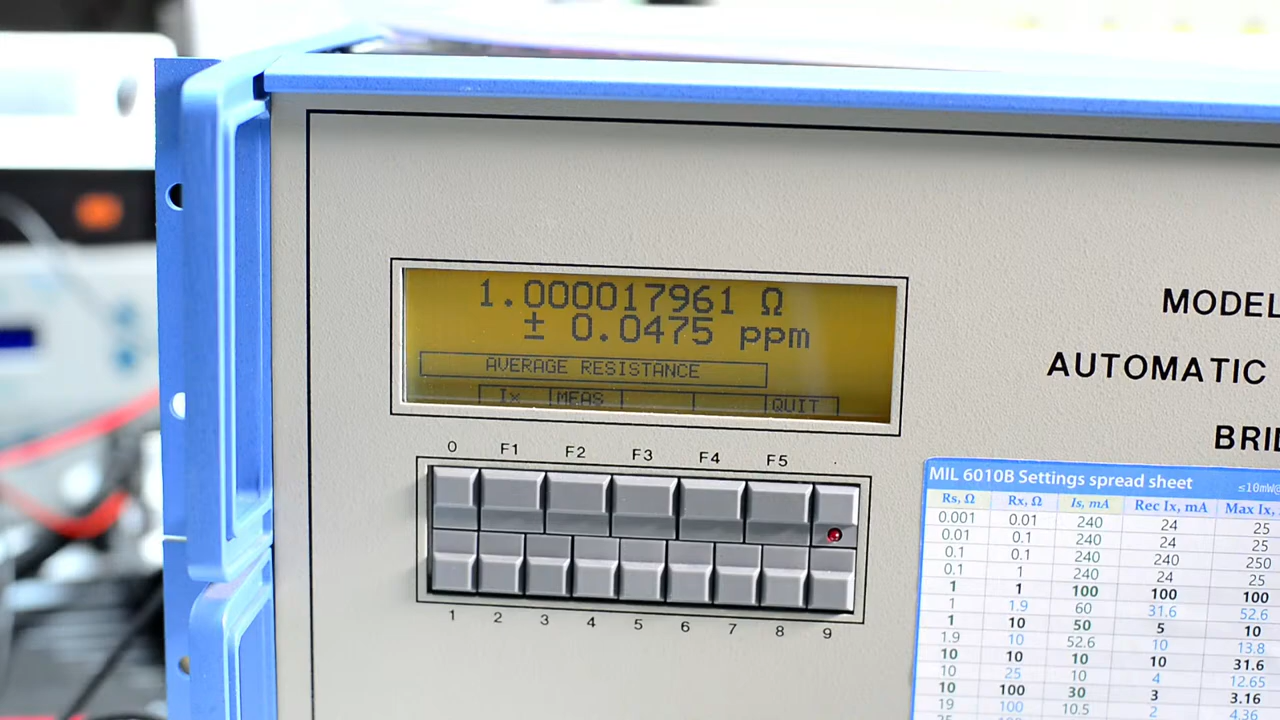 1.000017961 Ω
± 0.0475 ppm
AVERAGE RESISTANCE
Ix MEAS QUIT
0 F1 F2 F3 F4 F5 .
1 2 3 4 5 6 7 8 9
MODEL
AUTOMATIC
MIL 6010B Settings spread sheet ≤10mW@
Rs, Ω Rx, Ω Is, mA Rec Ix, mA Max Ix,
0.001 0.01 240 24 25
0.01 0.1 240 24 25
0.1 0.1 240 240 250
0.1 1 240 24 25
1 1 100 100 100
1 1.9 60 31.6 52.6
1 10 50 5 10
1.9 10 52.6 10 13.8
10 10 10 10 31.6
10 25 10 4 12.65
10 100 30 3 3.16
19 100 10.5 2 4.36